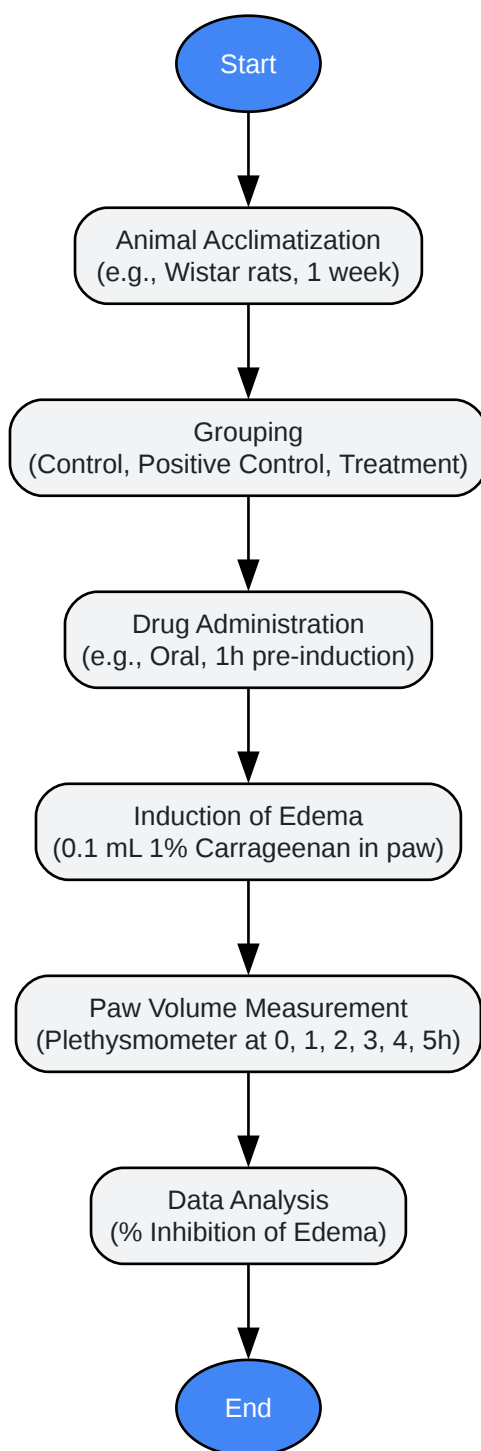 Start
Animal Acclimatization
(e.g., Wistar rats, 1 week)
Grouping
(Control, Positive Control, Treatment)
Drug Administration
(e.g., Oral, 1h pre-induction)
Induction of Edema
(0.1 mL 1% Carrageenan in paw)
Paw Volume Measurement
(Plethysmometer at 0, 1, 2, 3, 4, 5h)
Data Analysis
(% Inhibition of Edema)
End